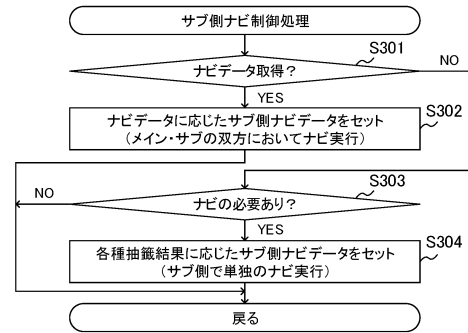 サブ側ナビ制御処理
S301
ナビデータ取得？
NO
YES
S302
ナビデータに応じたサブ側ナビデータをセット
（メイン・サブの双方においてナビ実行）
S303
NO
ナビの必要あり？
YES
S304
各種抽籤結果に応じたサブ側ナビデータをセット
（サブ側で単独のナビ実行）
戻る